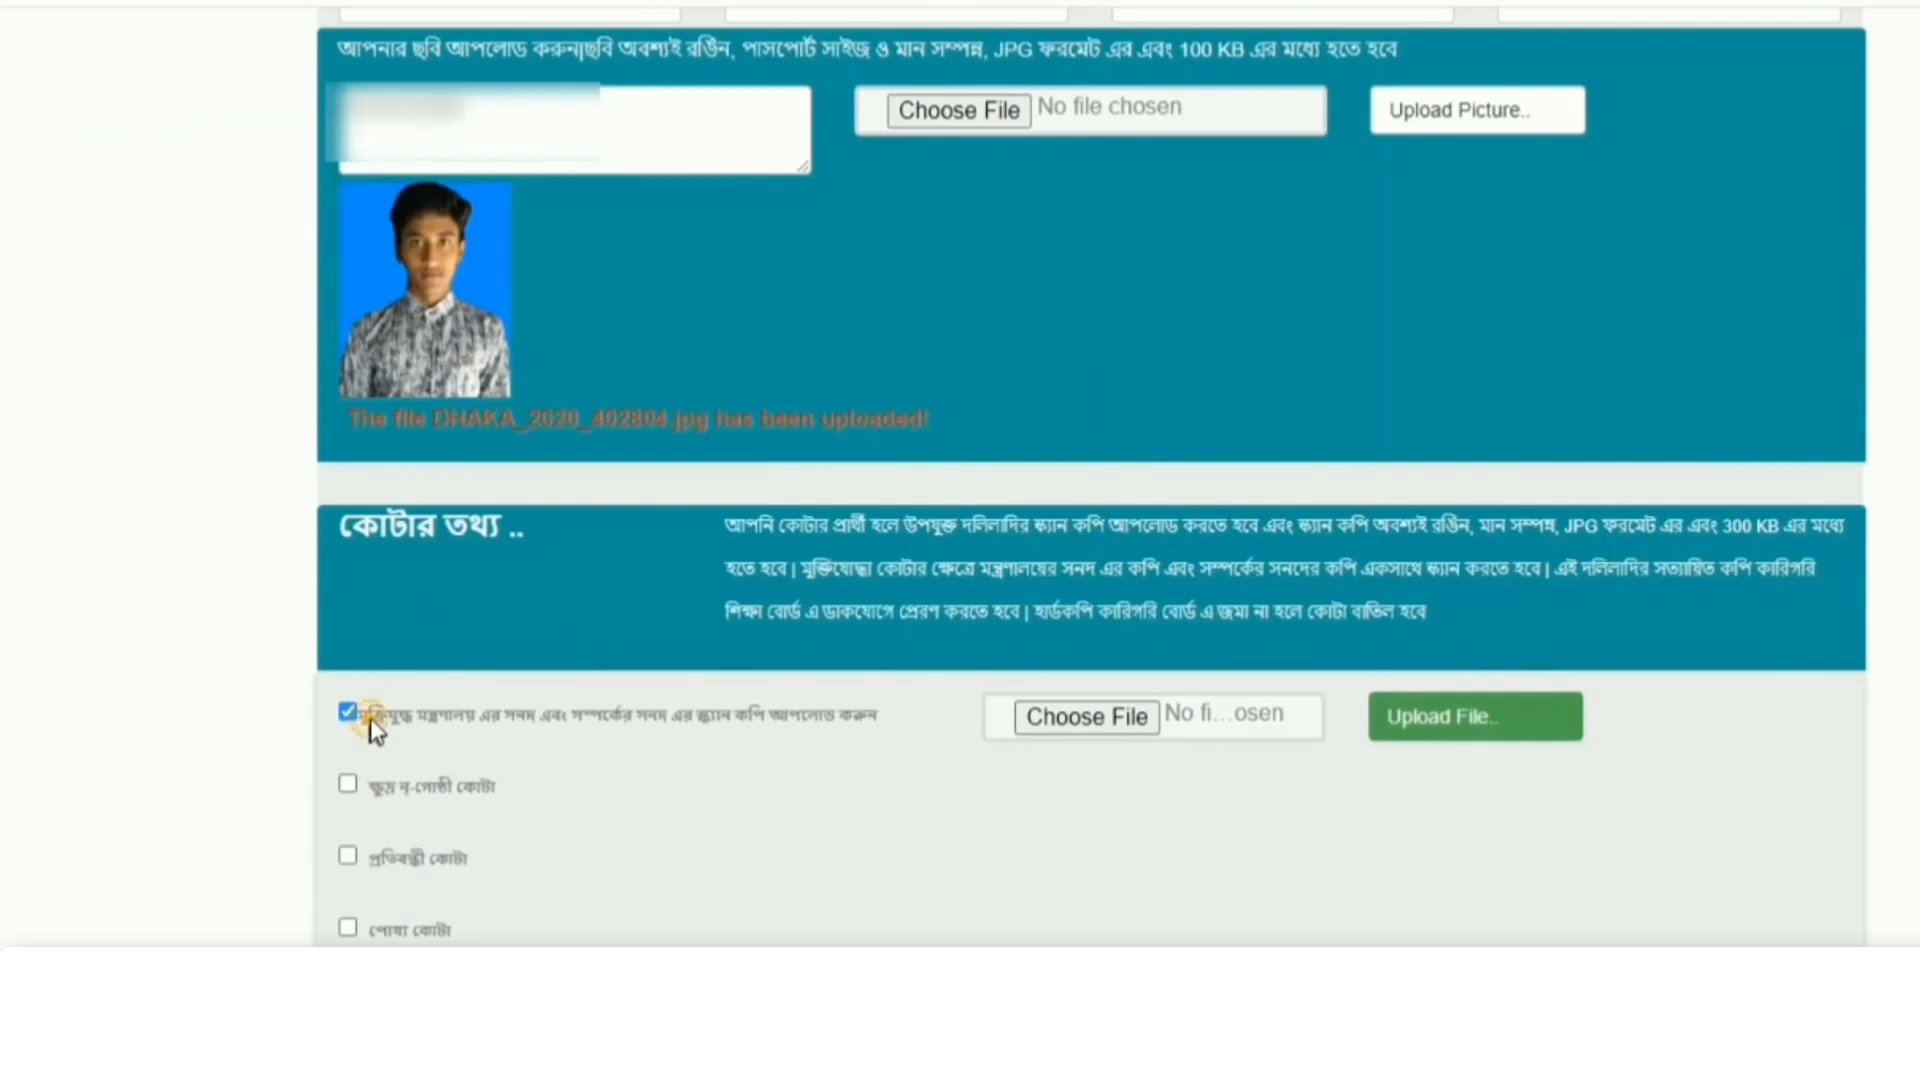 আপনার ছবি আপলোড করুন|ছবি অবশ্যই রঙিন, পাসপোর্ট সাইজ ও মান সম্পন্ন, JPG ফরমেট এর এবং 100 KB এর মধ্যে হতে হবে
Choose File No file chosen
Upload Picture..
The file DHAKA_2020_402804.jpg has been uploaded!
কোটার তথ্য ..
আপনি কোটার প্রার্থী হলে উপযুক্ত দলিলাদির স্ক্যান কপি আপলোড করতে হবে এবং স্ক্যান কপি অবশ্যই রঙিন, মান সম্পন্ন, JPG ফরমেট এর এবং 300 KB এর মধ্যে
হতে হবে | মুক্তিযোদ্ধা কোটার ক্ষেত্রে মন্ত্রণালয়ের সনদ এর কপি এবং সম্পর্কের সনদের কপি একসাথে স্ক্যান করতে হবে | এই দলিলাদির সত্যায়িত কপি কারিগরি
শিক্ষা বোর্ড এ ডাকযোগে প্রেরণ করতে হবে | হার্ডকপি কারিগরি বোর্ড এ জমা না হলে কোটা বাতিল হবে
মুক্তিযুদ্ধ মন্ত্রণালয় এর সনদ এবং সম্পর্কের সনদ এর স্ক্যান কপি আপলোড করুন
Choose File No fi...osen
Upload File..
ক্ষুদ্র নৃ-গোষ্ঠী কোটা
প্রতিবন্ধী কোটা
পোষ্য কোটা